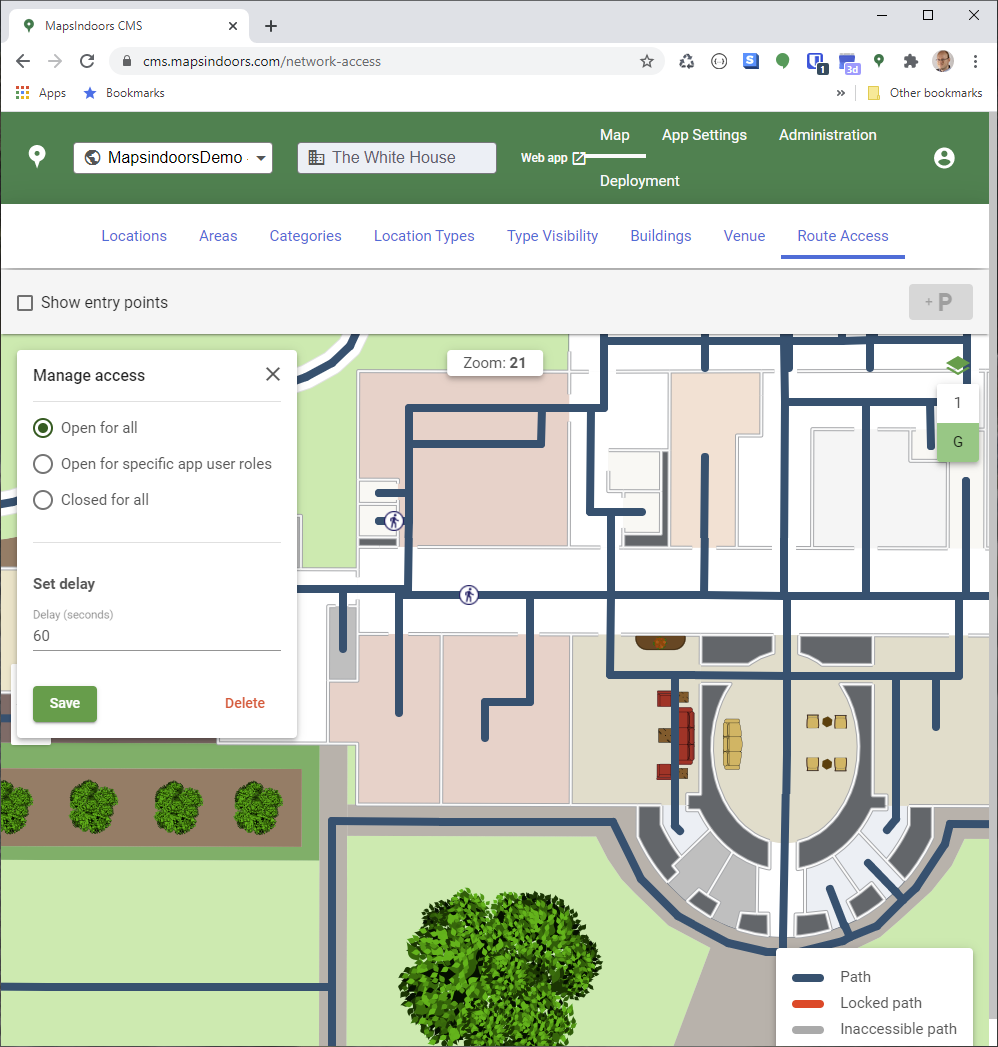 MapsIndoors CMS
cms.mapsindoors.com/network-access
S
1
3d
Apps
Bookmarks
»
Other bookmarks
MapsindoorsDemo
The White House
Web app
Map
App Settings
Administration
Deployment
Locations
Areas
Categories
Location Types
Type Visibility
Buildings
Venue
Route Access
Show entry points
+ P
Manage access
Open for all
Open for specific app user roles
Closed for all
Set delay
Delay (seconds)
60
Save
Delete
Zoom: 21
1
G
Path
Locked path
Inaccessible path